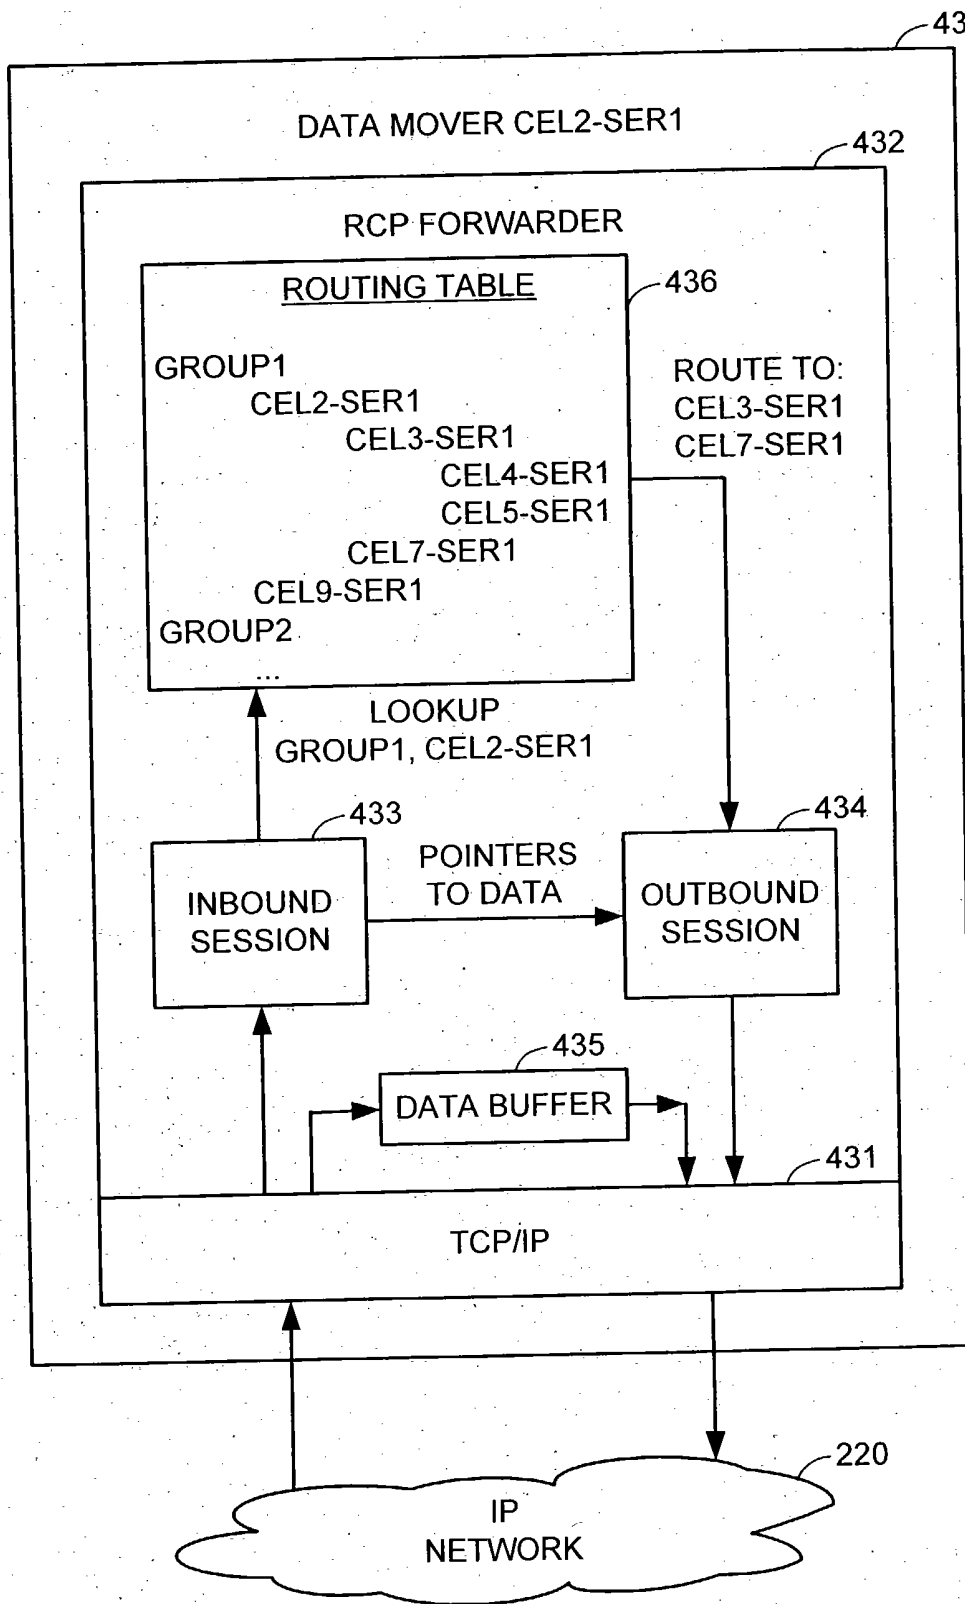 43
DATA MOVER CEL2-SER1
432
RCP FORWARDER
ROUTING TABLE
436
GROUP1
CEL2-SER1
CEL3-SER1
CEL4-SER1
CEL5-SER1
CEL7-SER1
CEL9-SER1
GROUP2
...
ROUTE TO:
CEL3-SER1
CEL7-SER1
LOOKUP
GROUP1, CEL2-SER1
433
434
INBOUND
SESSION
POINTERS
TO DATA
OUTBOUND
SESSION
435
DATA BUFFER
431
TCP/IP
220
IP
NETWORK